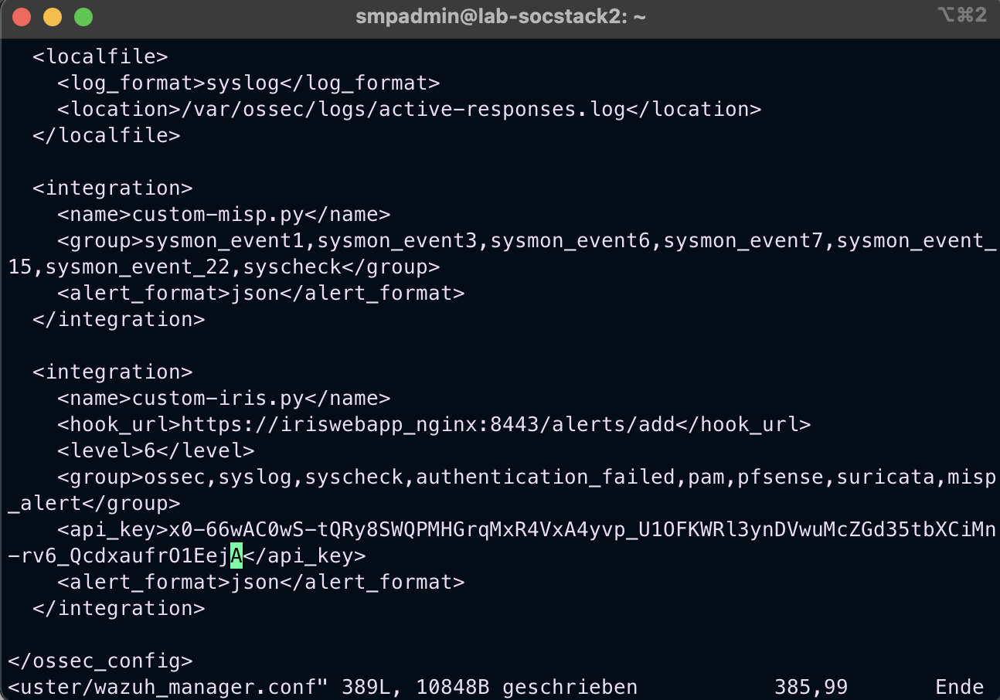 smpadmin@lab-socstack2: ~
⌥⌘2
<localfile>
<log_format>syslog</log_format>
<location>/var/ossec/logs/active-responses.log</location>
</localfile>
<integration>
<name>custom-misp.py</name>
<group>sysmon_event1,sysmon_event3,sysmon_event6,sysmon_event7,sysmon_event_
15,sysmon_event_22,syscheck</group>
<alert_format>json</alert_format>
</integration>
<integration>
<name>custom-iris.py</name>
<hook_url>https://iriswebapp_nginx:8443/alerts/add</hook_url>
<level>6</level>
<group>ossec,syslog,syscheck,authentication_failed,pam,pfsense,suricata,misp
_alert</group>
<api_key>x0-66wAC0wS-tQRy8SWQPMHGrqMxR4VxA4yvp_U1OFKWRl3ynDVwuMcZGd35tbXCiMn
-rv6_QcdxaufrO1EejA</api_key>
<alert_format>json</alert_format>
</integration>
</ossec_config>
<uster/wazuh_manager.conf" 389L, 10848B geschrieben 385,99 Ende